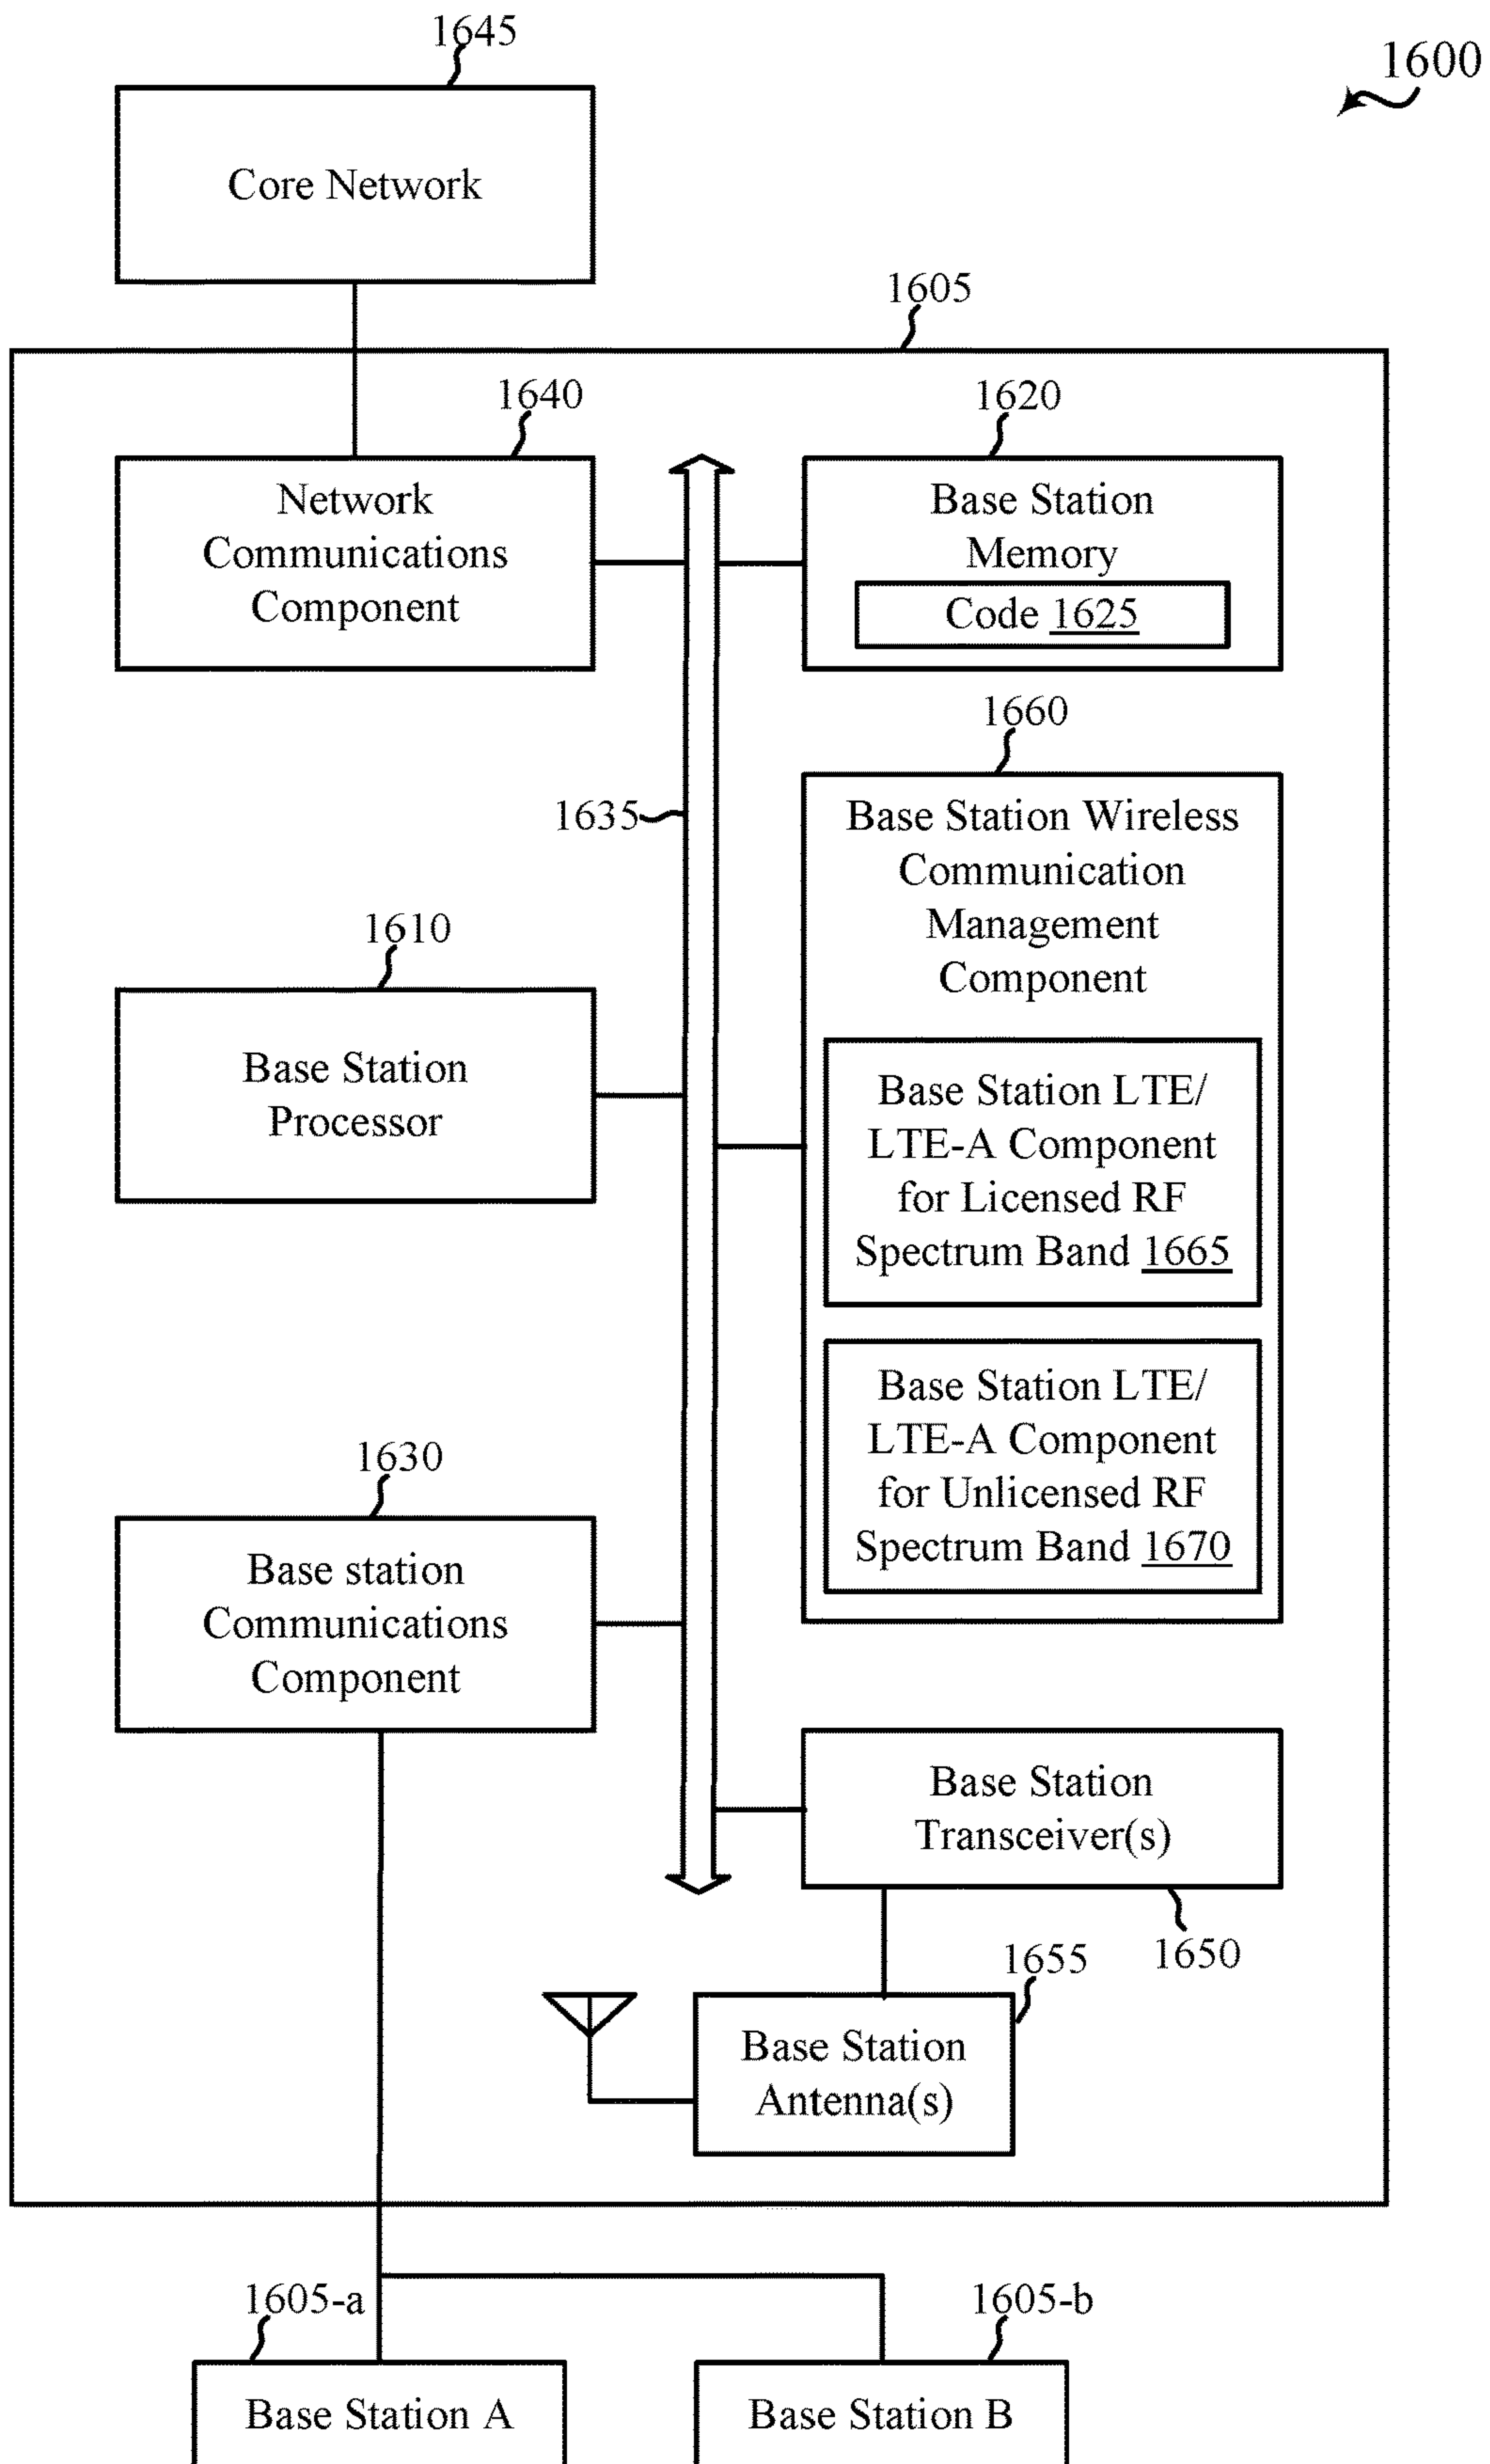 1645
1600
Core Network
1605
1640
1620
Network
Communications
Component
Base Station
Memory
Code 1625
1660
1635
Base Station Wireless
Communication
Management
Component
1610
Base Station
Processor
Base Station LTE/
LTE-A Component
for Licensed RF
Spectrum Band 1665
Base Station LTE/
LTE-A Component
for Unlicensed RF
Spectrum Band 1670
1630
Base station
Communications
Component
Base Station
Transceiver(s)
1650
1655
Base Station
Antenna(s)
1605-a
1605-b
Base Station A
Base Station B